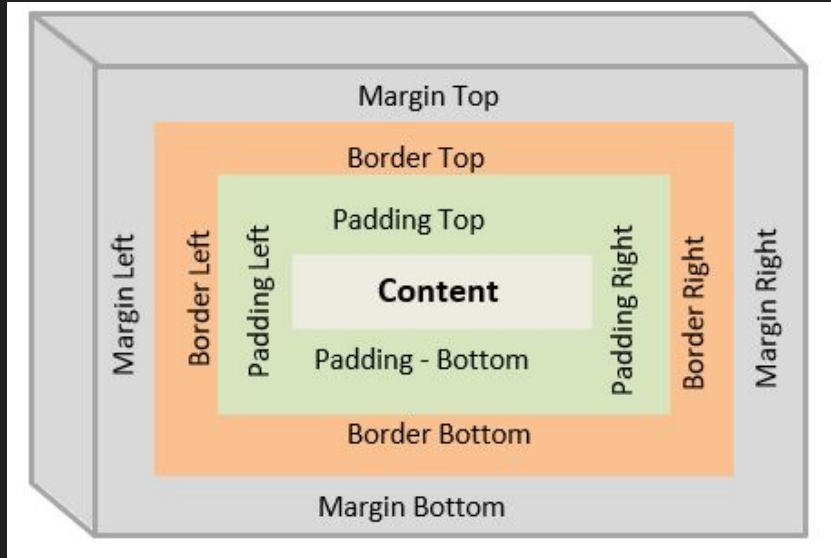 Margin Top
Border Top
Padding Top
Margin Left
Border Left
Padding Left
Content
Padding Right
Border Right
Margin Right
Padding - Bottom
Border Bottom
Margin Bottom